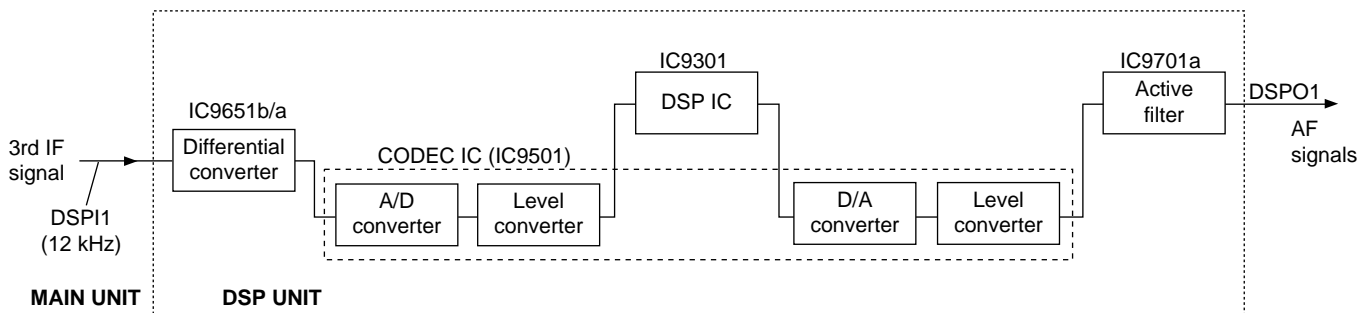 IC9301
DSP IC
IC9701a
Active
filter
DSPO1
AF
signals
IC9651b/a
Differential
converter
3rd IF
signal
DSPI1
(12 kHz)
CODEC IC (IC9501)
A/D
converter
Level
converter
D/A
converter
Level
converter
MAIN UNIT
DSP UNIT